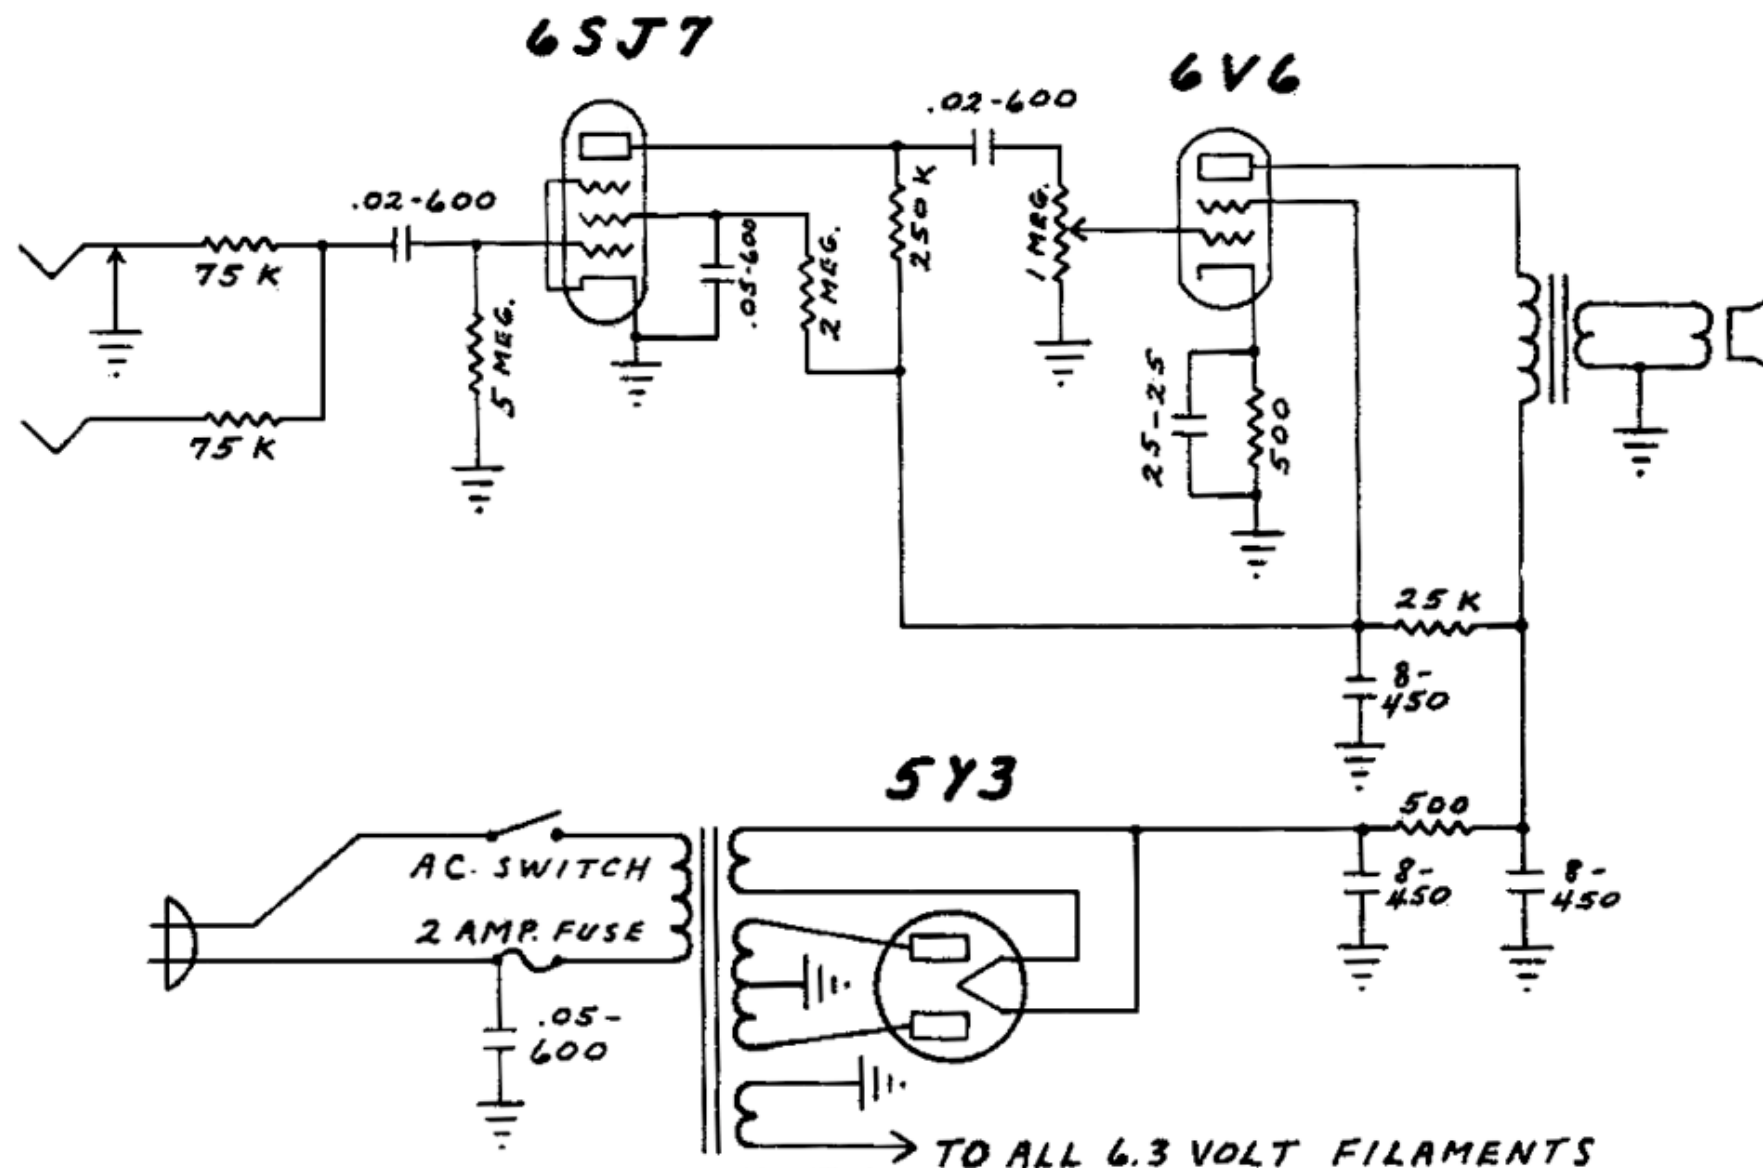 6SJ7
6V6
.02-600
.02-600
75 K
75 K
5 MEG.
.05-600
2 MEG.
250 K
1 MEG.
25-25
500
25 K
8-
450
5Y3
500
8-
450
8-
450
AC. SWITCH
2 AMP. FUSE
.05-
600
TO ALL 6.3 VOLT FILAMENTS